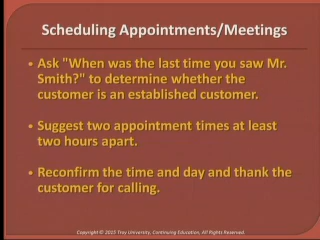 Scheduling Appointments/Meetings
• Ask "When was the last time you saw Mr.
Smith?" to determine whether the
customer is an established customer.
• Suggest two appointment times at least
two hours apart.
• Reconfirm the time and day and thank the
customer for calling.
Copyright © 2015 Troy University, Continuing Education, All Rights Reserved.